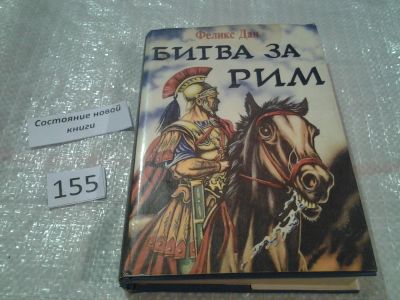 Феликс Дан
БИТВА ЗА
РИМ
Состояние новой
книги
155